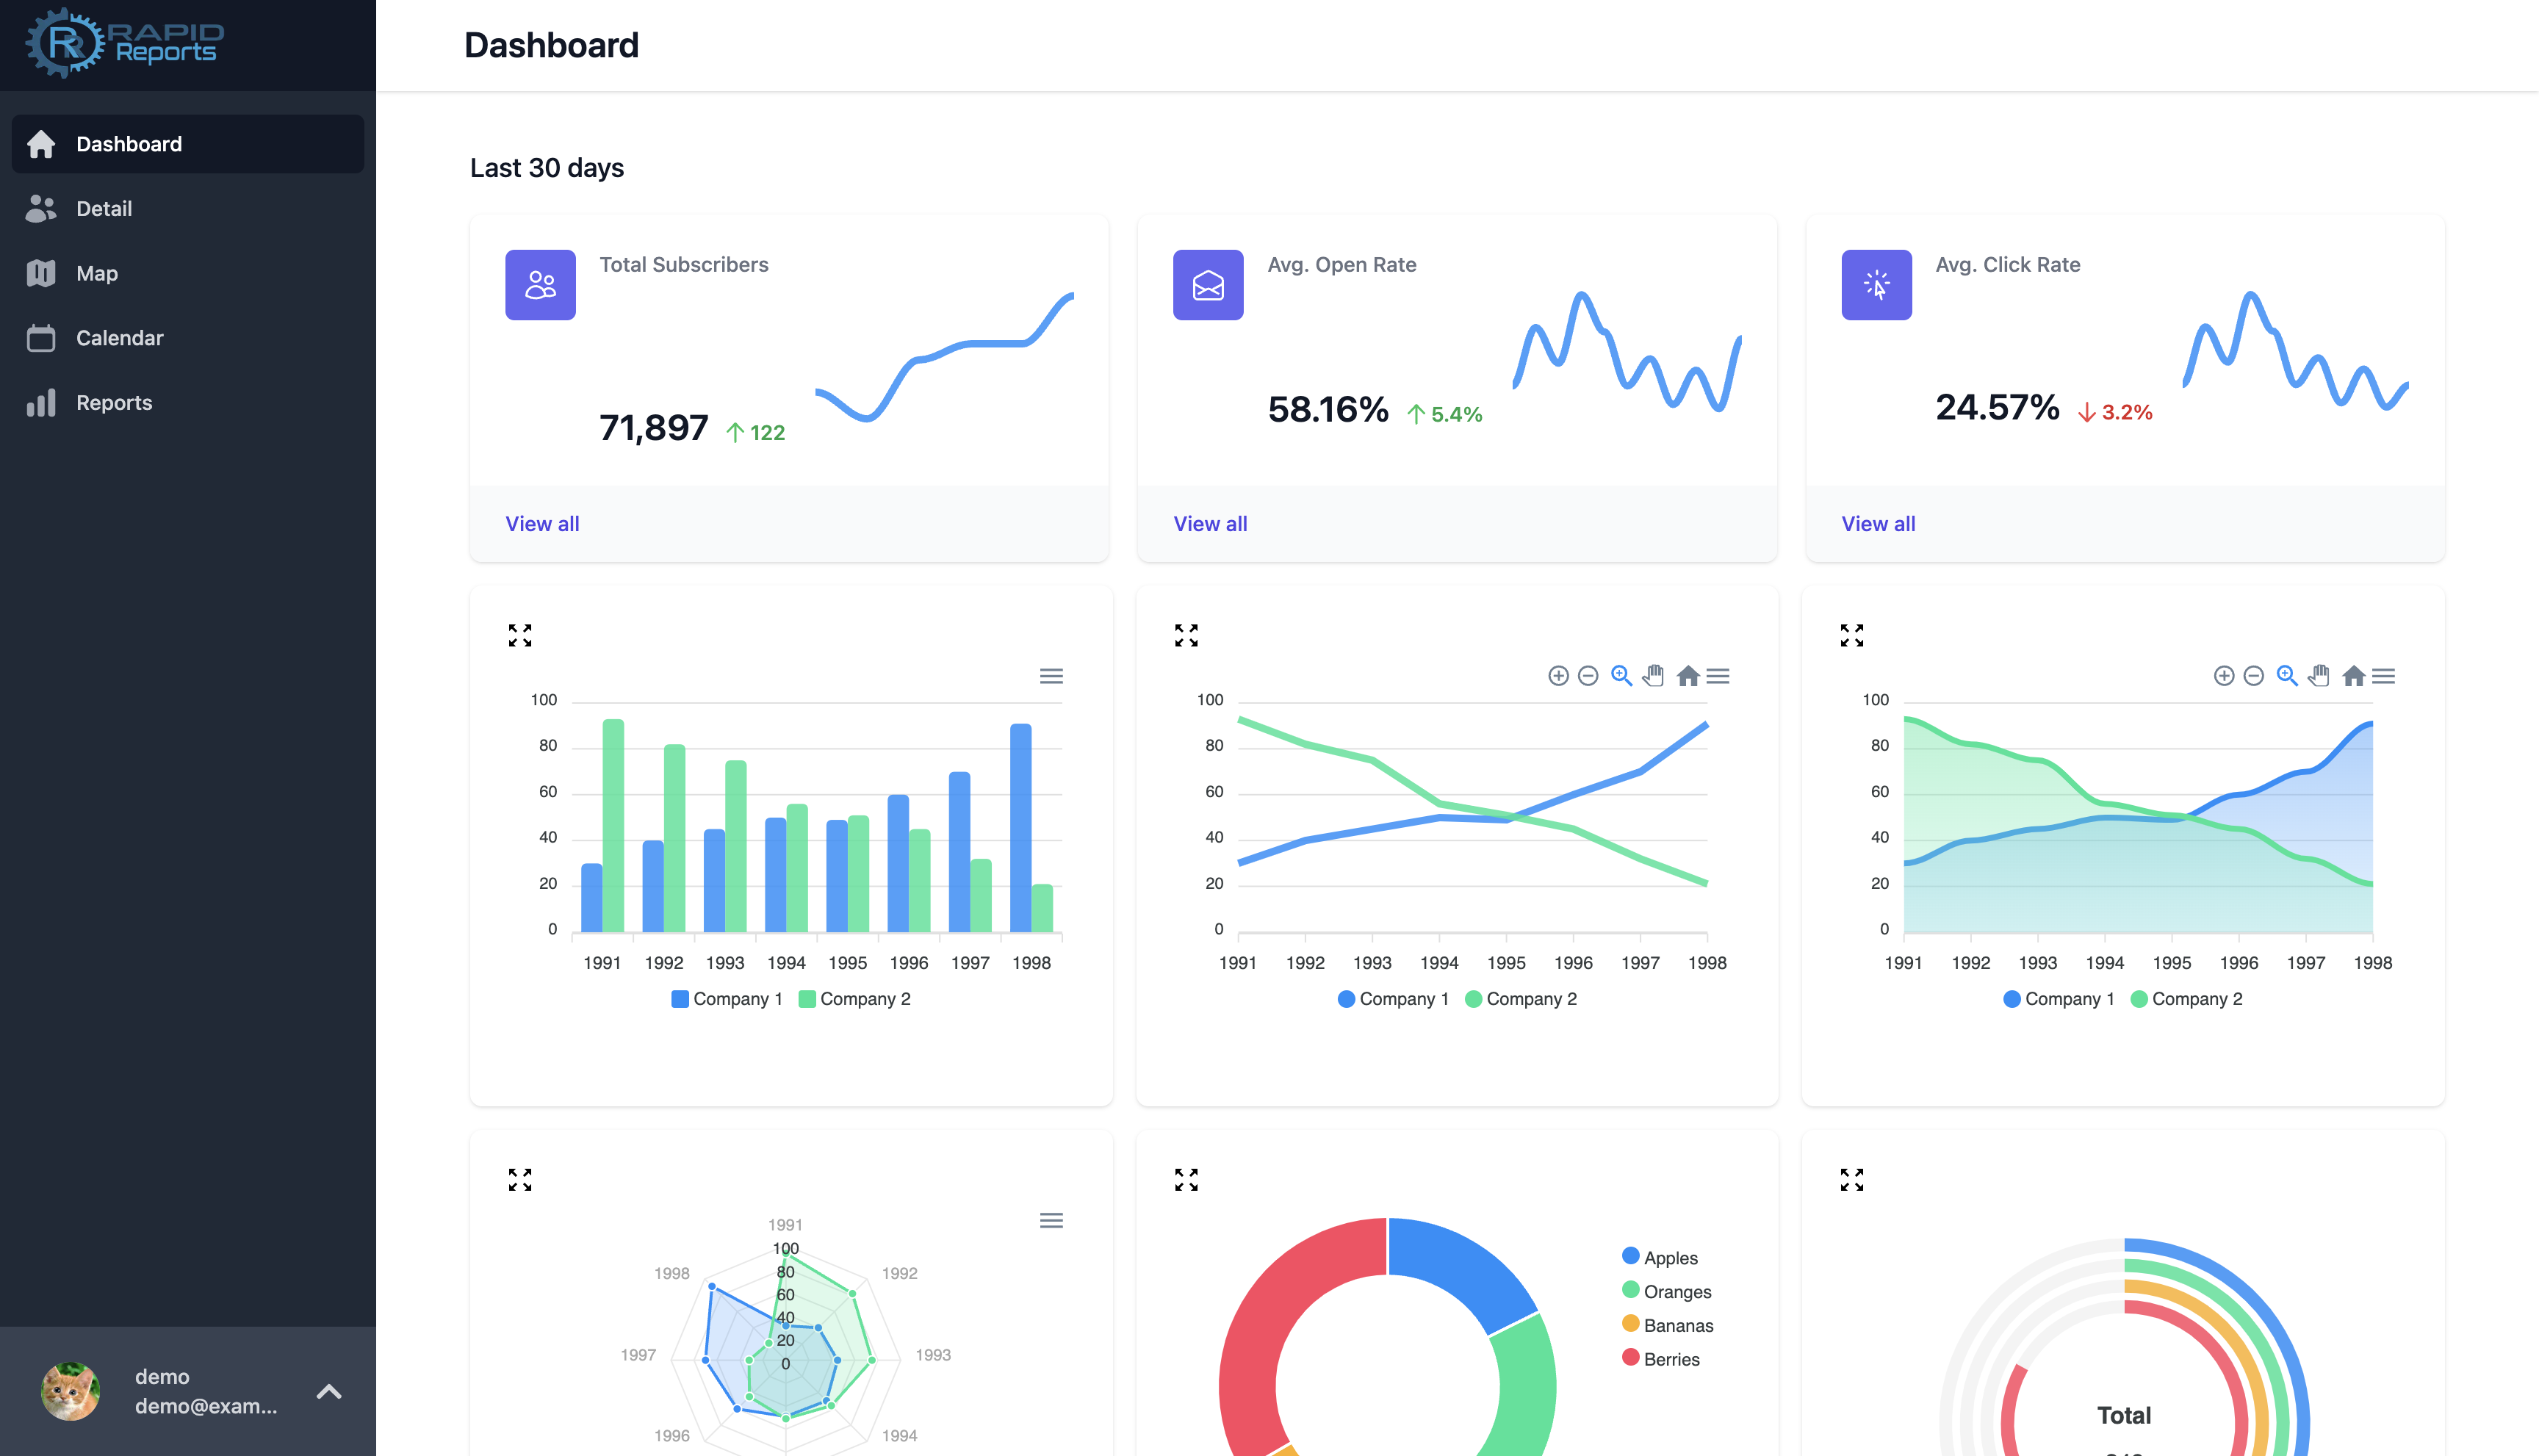 RAPID
Reports
Dashboard
Detail
Map
Calendar
Reports
demo
demo@exam...
Dashboard
Last 30 days
Total Subscribers
71,897 122
View all
Avg. Open Rate
58.16% 5.4%
View all
Avg. Click Rate
24.57% 3.2%
View all
100
80
60
40
20
0
1991 1992 1993 1994 1995 1996 1997 1998
Company 1 Company 2
100
80
60
40
20
0
1991 1992 1993 1994 1995 1996 1997 1998
Company 1 Company 2
100
80
60
40
20
0
1991 1992 1993 1994 1995 1996 1997 1998
Company 1 Company 2
1991
100
1998 80 1992
60
40
20
1997 0 1993
1996 1994
Apples
Oranges
Bananas
Berries
Total